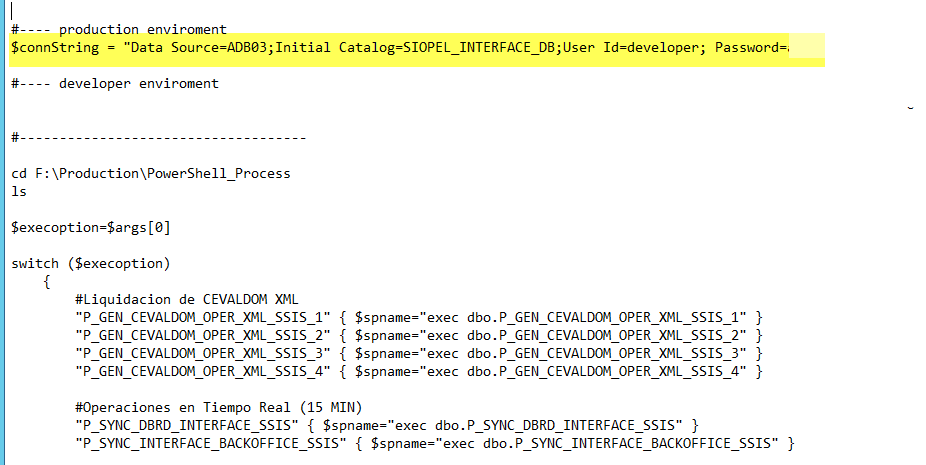 #---- production enviroment
$connString = "Data Source=ADB03;Initial Catalog=SIOPEL_INTERFACE_DB;User Id=developer; Password=
#---- developer enviroment
#------------------------------------
cd F:\Production\PowerShell_Process
ls
$execoption=$args[0]
switch ($execoption)
{
#Liquidacion de CEVALDOM XML
"P_GEN_CEVALDOM_OPER_XML_SSIS_1" { $spname="exec dbo.P_GEN_CEVALDOM_OPER_XML_SSIS_1" }
"P_GEN_CEVALDOM_OPER_XML_SSIS_2" { $spname="exec dbo.P_GEN_CEVALDOM_OPER_XML_SSIS_2" }
"P_GEN_CEVALDOM_OPER_XML_SSIS_3" { $spname="exec dbo.P_GEN_CEVALDOM_OPER_XML_SSIS_3" }
"P_GEN_CEVALDOM_OPER_XML_SSIS_4" { $spname="exec dbo.P_GEN_CEVALDOM_OPER_XML_SSIS_4" }
#Operaciones en Tiempo Real (15 MIN)
"P_SYNC_DBRD_INTERFACE_SSIS" { $spname="exec dbo.P_SYNC_DBRD_INTERFACE_SSIS" }
"P_SYNC_INTERFACE_BACKOFFICE_SSIS" { $spname="exec dbo.P_SYNC_INTERFACE_BACKOFFICE_SSIS" }